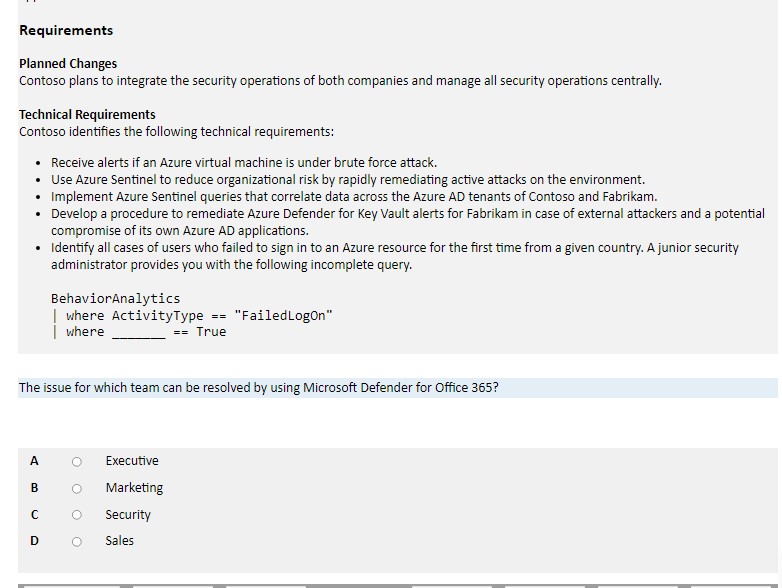 Requirements
Planned Changes
Contoso plans to integrate the security operations of both companies and manage all security operations centrally.
Technical Requirements
Contoso identifies the following technical requirements:
• Receive alerts if an Azure virtual machine is under brute force attack.
• Use Azure Sentinel to reduce organizational risk by rapidly remediating active attacks on the environment.
• Implement Azure Sentinel queries that correlate data across the Azure AD tenants of Contoso and Fabrikam.
• Develop a procedure to remediate Azure Defender for Key Vault alerts for Fabrikam in case of external attackers and a potential
compromise of its own Azure AD applications.
• Identify all cases of users who failed to sign in to an Azure resource for the first time from a given country. A junior security
administrator provides you with the following incomplete query.
BehaviorAnalytics
| where ActivityType == "FailedLogOn"
| where _______ == True
The issue for which team can be resolved by using Microsoft Defender for Office 365?
A Executive
B Marketing
C Security
D Sales